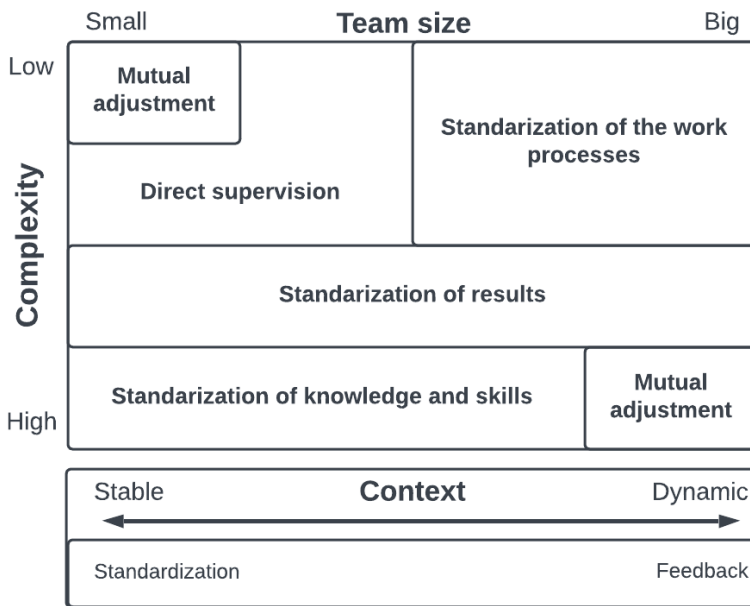 Small Team size Big
Low
Mutual
adjustment
Standarization of the work
processes
Direct supervision
Complexity
Standarization of results
Standarization of knowledge and skills
Mutual
adjustment
High
Stable Context Dynamic
Standardization Feedback